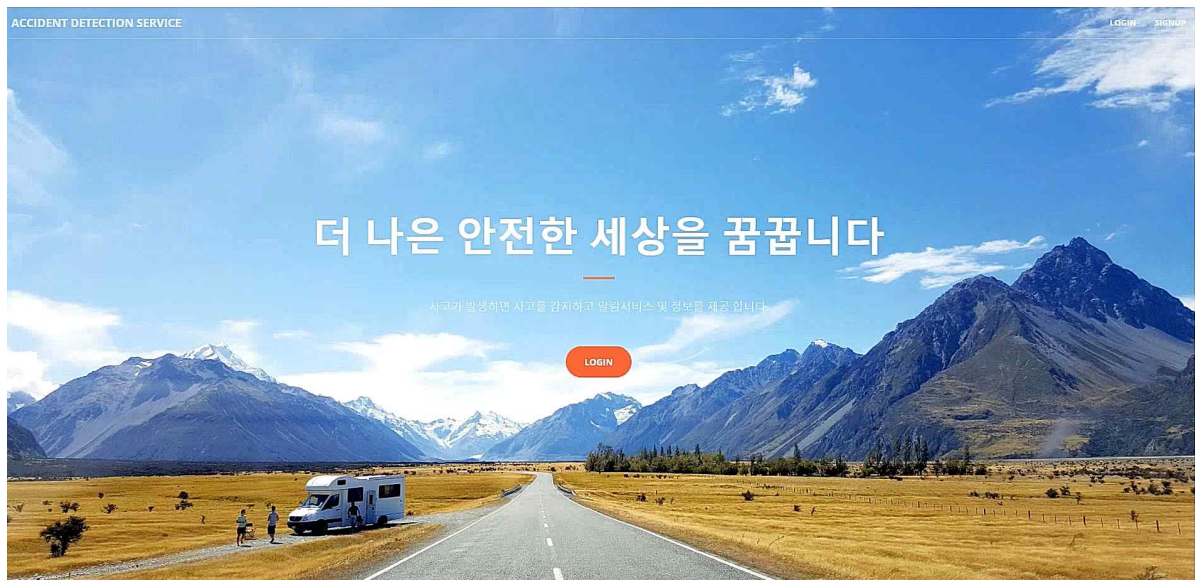 ACCIDENT DETECTION SERVICE
LOGIN SIGNUP
더 나은 안전한 세상을 꿈꿉니다
사고가 발생하면 사고를 감지하고 알림서비스 및 정보를 제공 합니다.
LOGIN